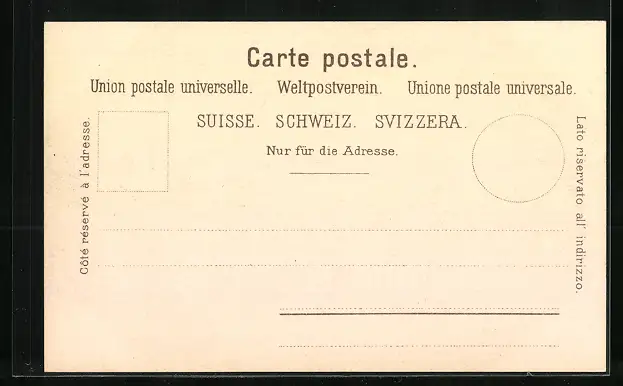 Carte postale.
Union postale universelle. Weltpostverein. Unione postale universale.
SUISSE. SCHWEIZ. SVIZZERA.
Nur für die Adresse.
Côté réservé à l'adresse.
Lato riservato all' indirizzo.